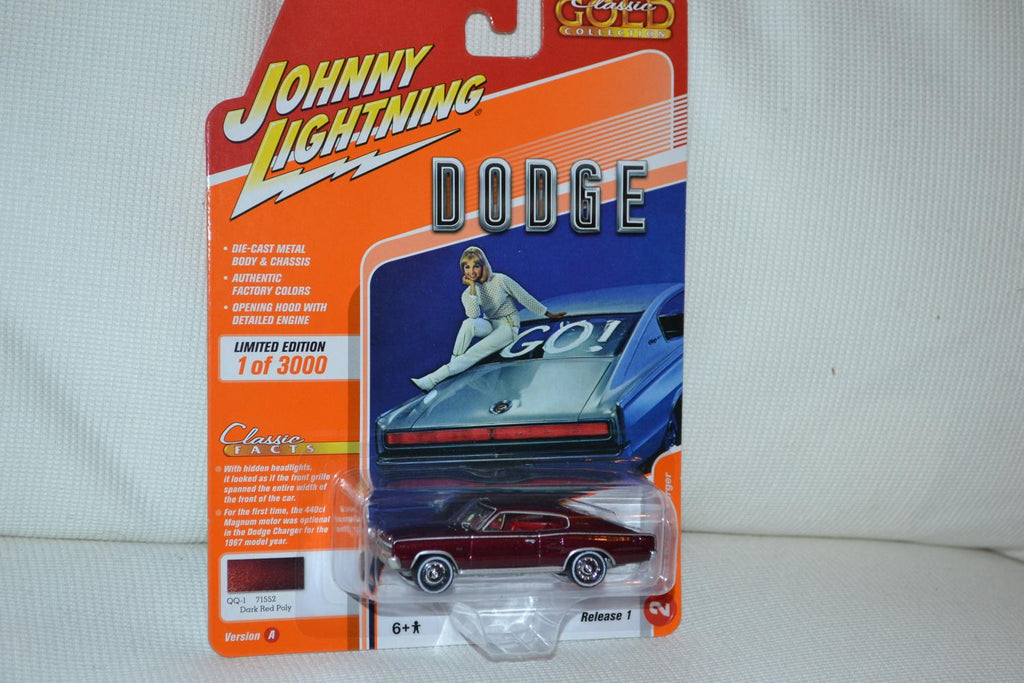 Classic
GOLD
COLLECTION
JOHNNY
LIGHTNING®
DODGE
• DIE-CAST METAL
BODY & CHASSIS
• AUTHENTIC
FACTORY COLORS
• OPENING HOOD WITH
DETAILED ENGINE
LIMITED EDITION
1 of 3000
GO!
Classic
FACTS
• With hidden headlights,
it looked as if the front grille
spanned the entire width of
the front of the car.
• For the first time, the 440ci
Magnum motor was optional
in the Dodge Charger for the
1967 model year.
QQ-1 71552
Dark Red Poly
Version A
6+
Release 1
2